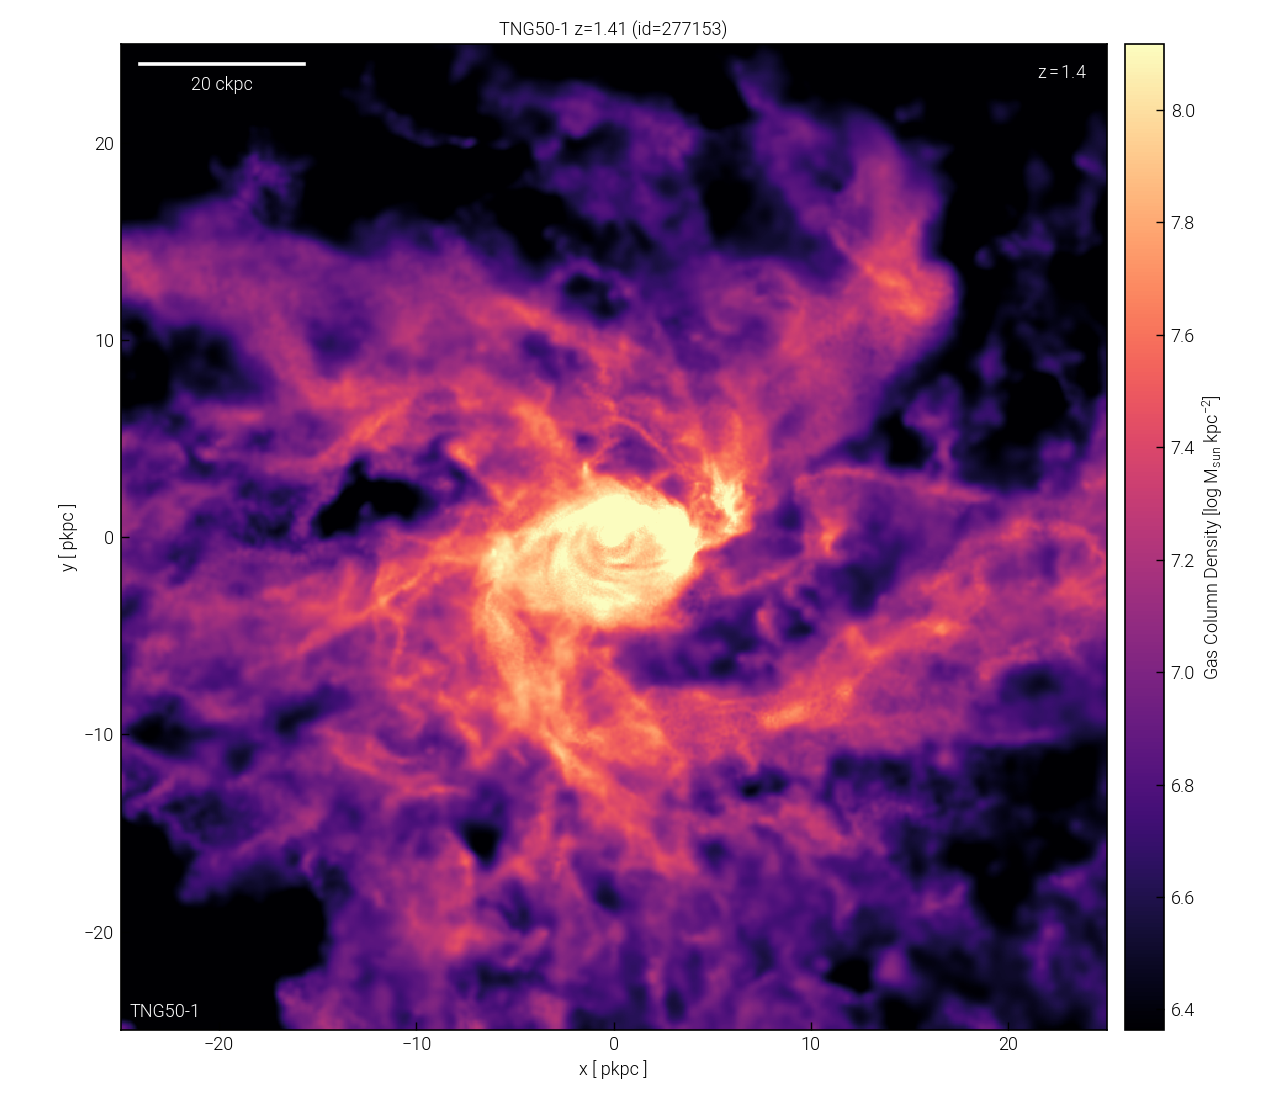 TNG50-1 z=1.41 (id=277153)
20 ckpc
z=1.4
TNG50-1
20
10
0
−10
−20
y [ pkpc ]
−20 −10 0 10 20
x [ pkpc ]
8.0
7.8
7.6
7.4
7.2
7.0
6.8
6.6
6.4
Gas Column Density [log M_sun kpc^−2]